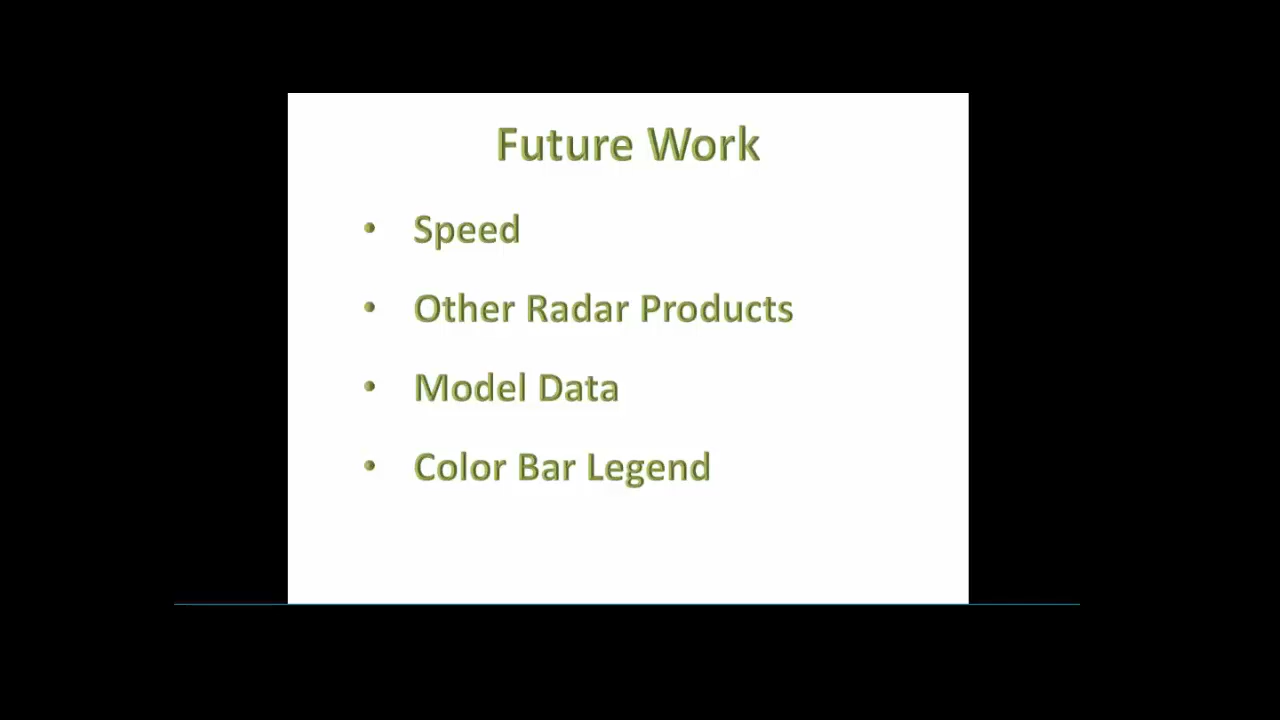 Future Work
• Speed
• Other Radar Products
• Model Data
• Color Bar Legend